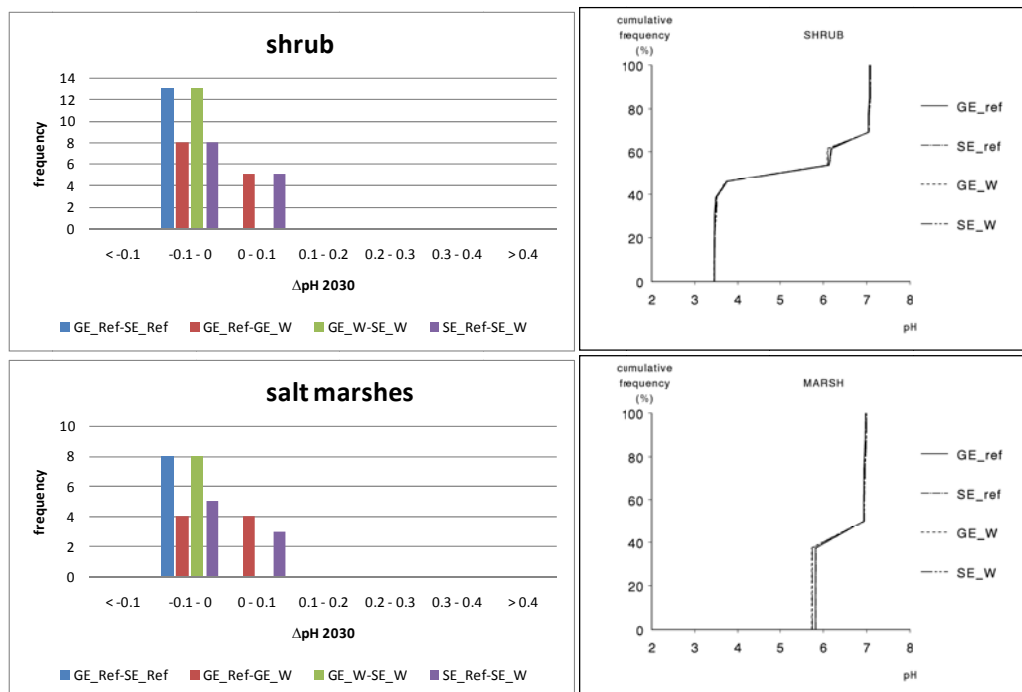 shrub
14
12
10
8
6
4
2
0
frequency
< -0.1 -0.1 - 0 0 - 0.1 0.1 - 0.2 0.2 - 0.3 0.3 - 0.4 > 0.4
ΔpH 2030
GE_Ref-SE_Ref GE_Ref-GE_W GE_W-SE_W SE_Ref-SE_W
cumulative
frequency
(%)
SHRUB
100
80
60
40
20
0
2 3 4 5 6 7 8
pH
GE_ref
SE_ref
GE_W
SE_W
salt marshes
10
8
6
4
2
0
frequency
< -0.1 -0.1 - 0 0 - 0.1 0.1 - 0.2 0.2 - 0.3 0.3 - 0.4 > 0.4
ΔpH 2030
GE_Ref-SE_Ref GE_Ref-GE_W GE_W-SE_W SE_Ref-SE_W
cumulative
frequency
(%)
MARSH
100
80
60
40
20
0
2 3 4 5 6 7 8
pH
GE_ref
SE_ref
GE_W
SE_W